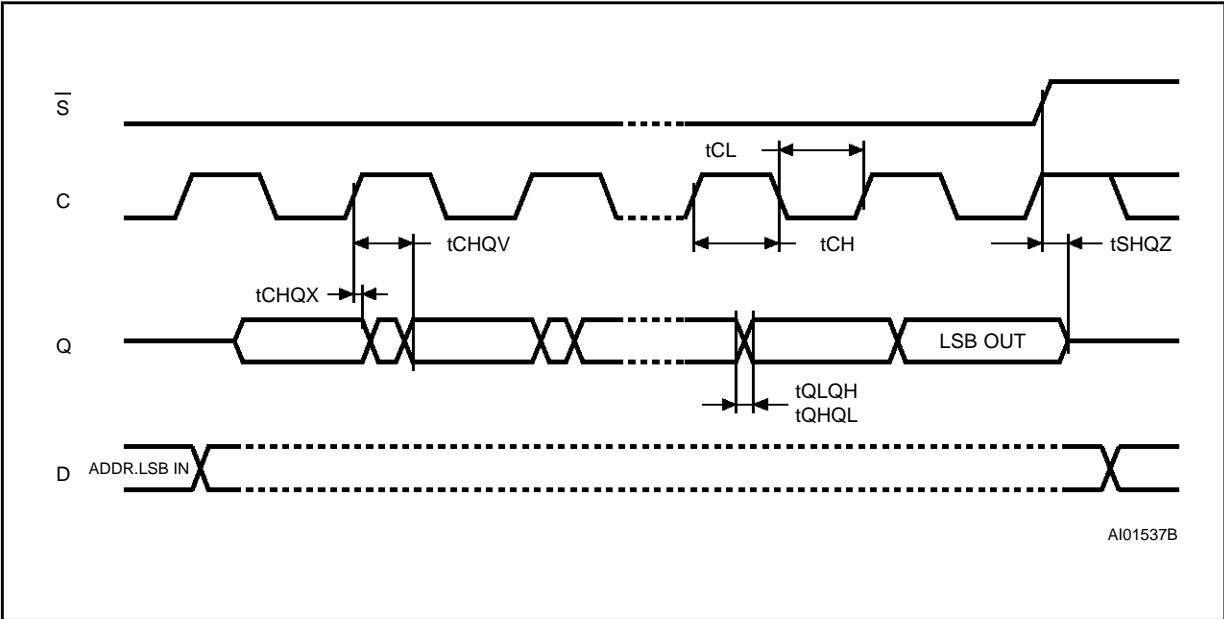 S̅
tCL
C
tCHQV
tCH
tSHQZ
tCHQX
Q
LSB OUT
tQLQH
tQHQL
D
ADDR.LSB IN
AI01537B